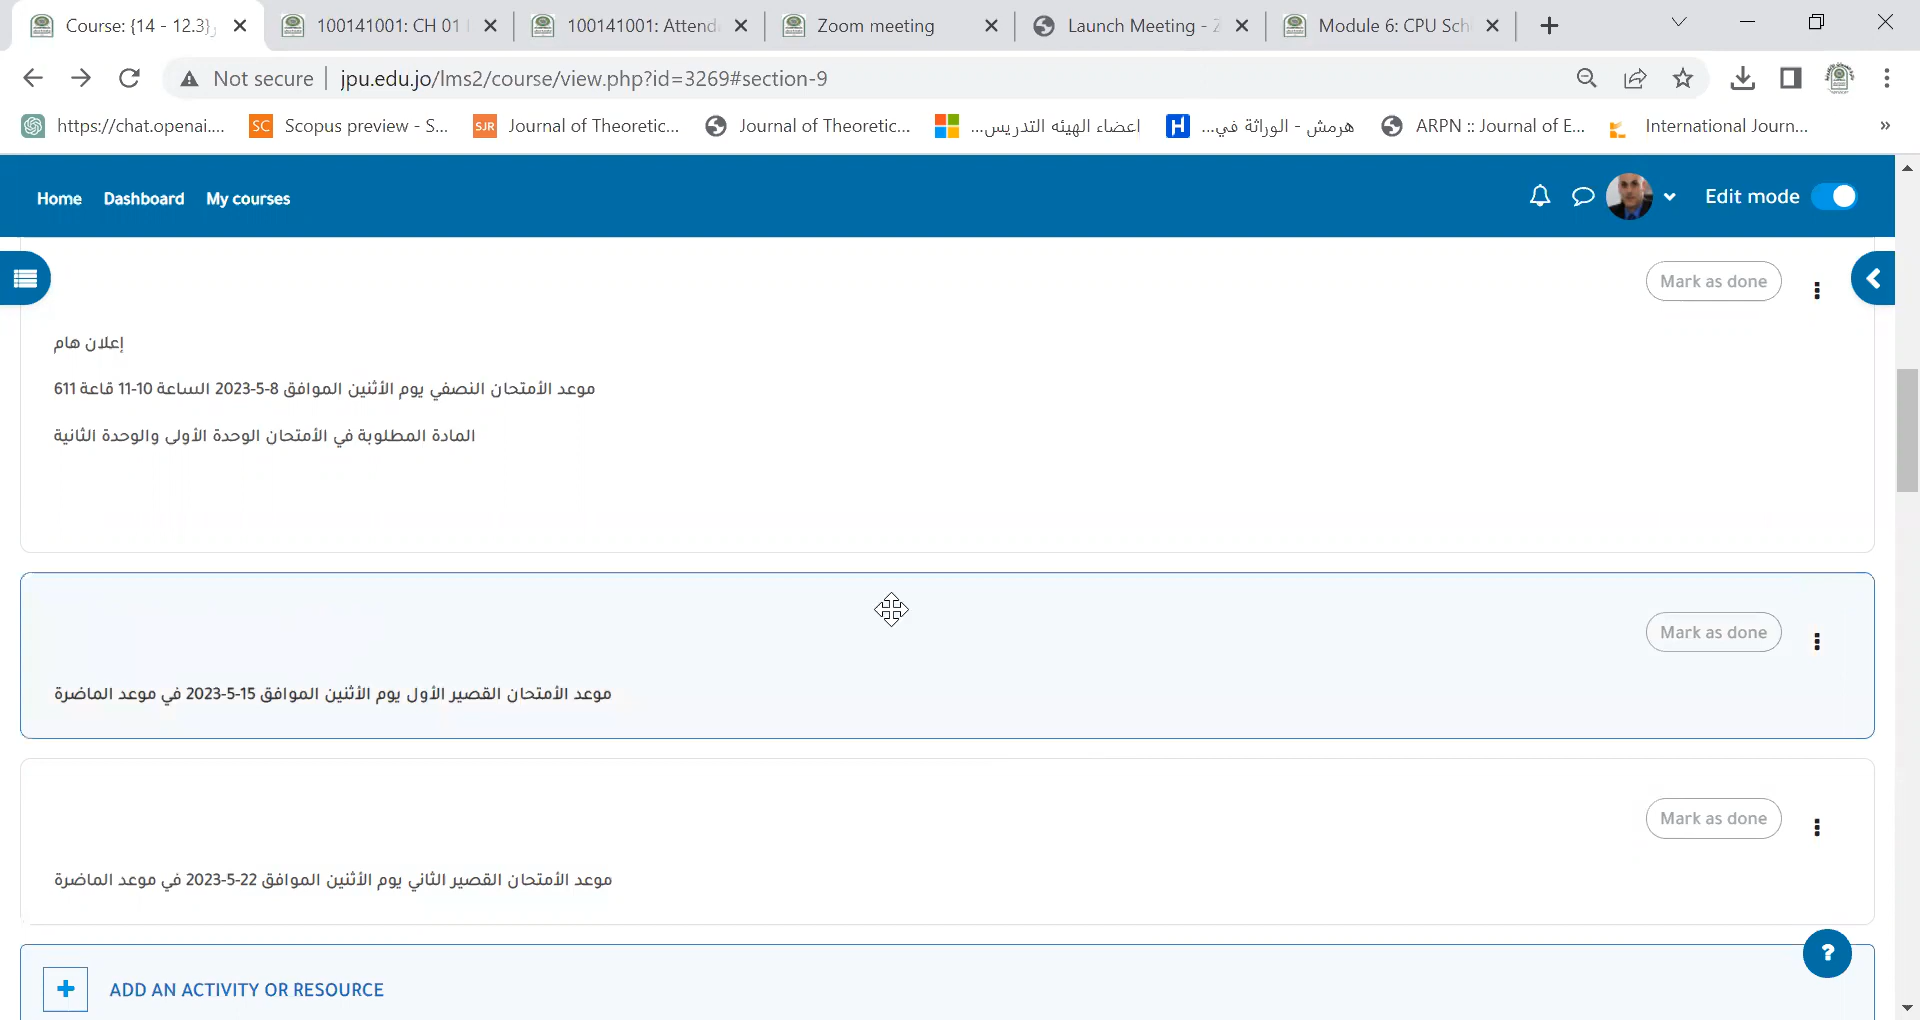 Course: {14 - 12.3}
100141001: CH 01
100141001: Attend
Zoom meeting
Launch Meeting - Z
Module 6: CPU Sch
Not secure
jpu.edu.jo/lms2/course/view.php?id=3269#section-9
https://chat.openai....
SC Scopus preview - S...
SJR Journal of Theoretic...
Journal of Theoretic...
اعضاء الهيئه التدريس...
H هرمش - الوراثة في...
ARPN :: Journal of E...
International Journ...
»
Home Dashboard My courses
Edit mode
Mark as done
إعلان هام
موعد الأمتحان النصفي يوم الأثنين الموافق 8-5-2023 الساعة 10-11 قاعة 611
المادة المطلوبة في الأمتحان الوحدة الأولى والوحدة الثانية
Mark as done
موعد الأمتحان القصير الأول يوم الأثنين الموافق 15-5-2023 في موعد الماضرة
Mark as done
موعد الأمتحان القصير الثاني يوم الأثنين الموافق 22-5-2023 في موعد الماضرة
?
+ ADD AN ACTIVITY OR RESOURCE